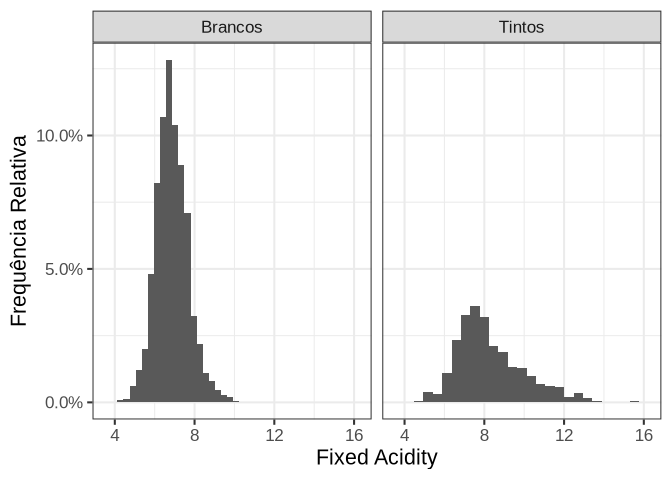 Brancos
Tintos
Frequência Relativa
10.0%
5.0%
0.0%
4 8 12 16
4 8 12 16
Fixed Acidity